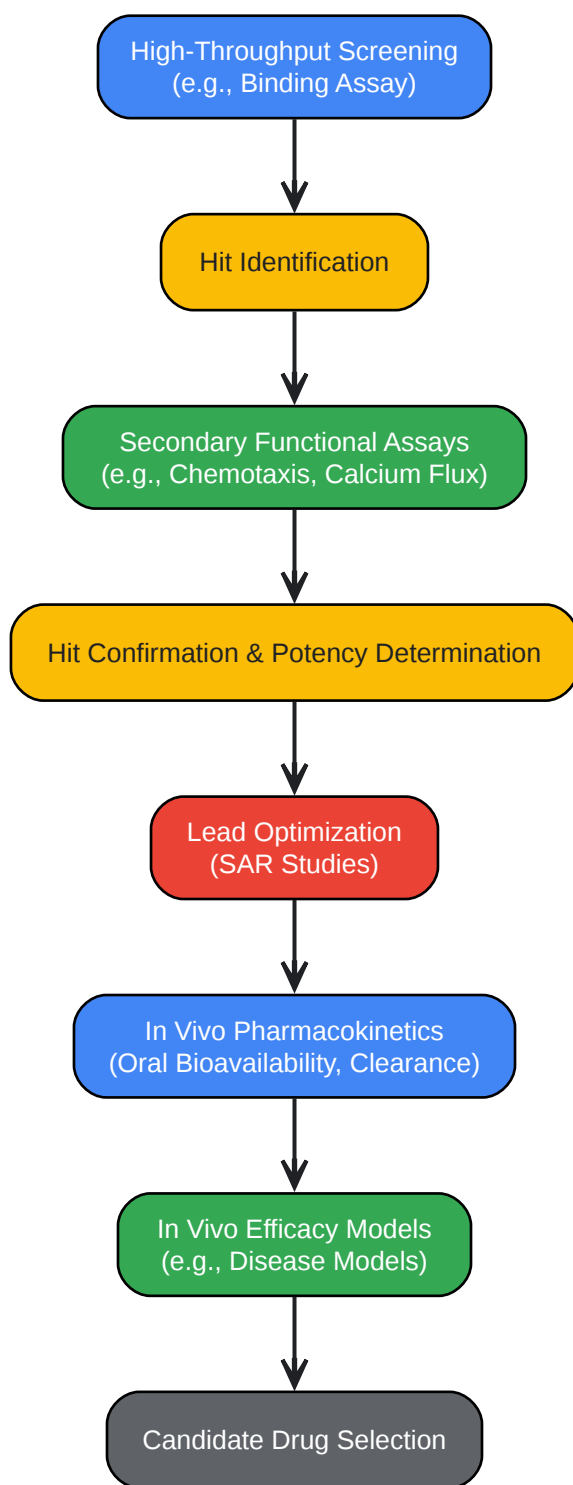 High-Throughput Screening
(e.g., Binding Assay)
Hit Identification
Secondary Functional Assays
(e.g., Chemotaxis, Calcium Flux)
Hit Confirmation & Potency Determination
Lead Optimization
(SAR Studies)
In Vivo Pharmacokinetics
(Oral Bioavailability, Clearance)
In Vivo Efficacy Models
(e.g., Disease Models)
Candidate Drug Selection